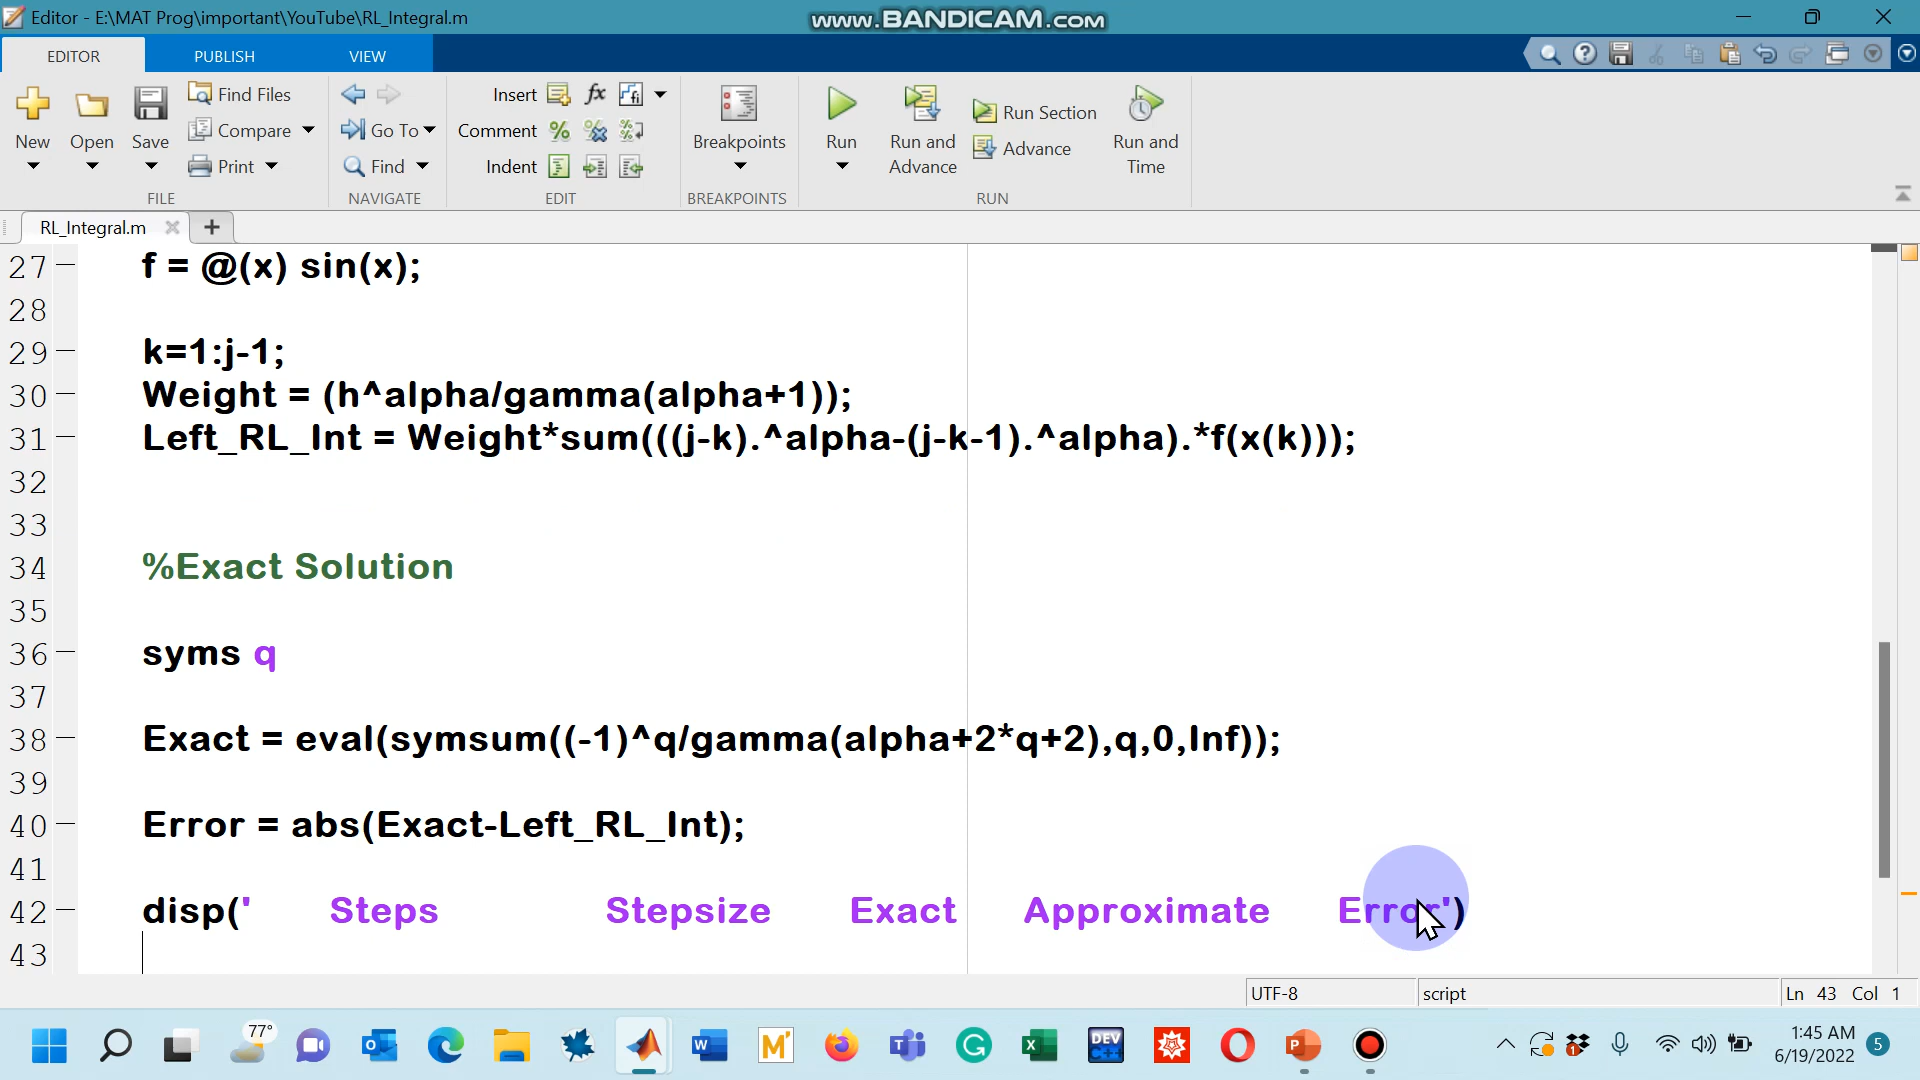 Editor - E:\MAT Prog\important\YouTube\RL_Integral.m
www.BANDICAM.com
EDITOR PUBLISH VIEW
New Open Save Find Files Compare Print
FILE
Go To Find
NAVIGATE
Insert fx
Comment
Indent
EDIT
Breakpoints
BREAKPOINTS
Run
Run and Advance
Run Section
Advance
Run and Time
RUN
RL_Integral.m
27 f = @(x) sin(x);
28
29 k=1:j-1;
30 Weight = (h^alpha/gamma(alpha+1));
31 Left_RL_Int = Weight*sum(((j-k).^alpha-(j-k-1).^alpha).*f(x(k)));
32
33
34 %Exact Solution
35
36 syms q
37
38 Exact = eval(symsum((-1)^q/gamma(alpha+2*q+2),q,0,Inf));
39
40 Error = abs(Exact-Left_RL_Int);
41
42 disp(' Steps Stepsize Exact Approximate Error')
43
UTF-8 script Ln 43 Col 1
77°
DEV C++
1:45 AM
6/19/2022
5